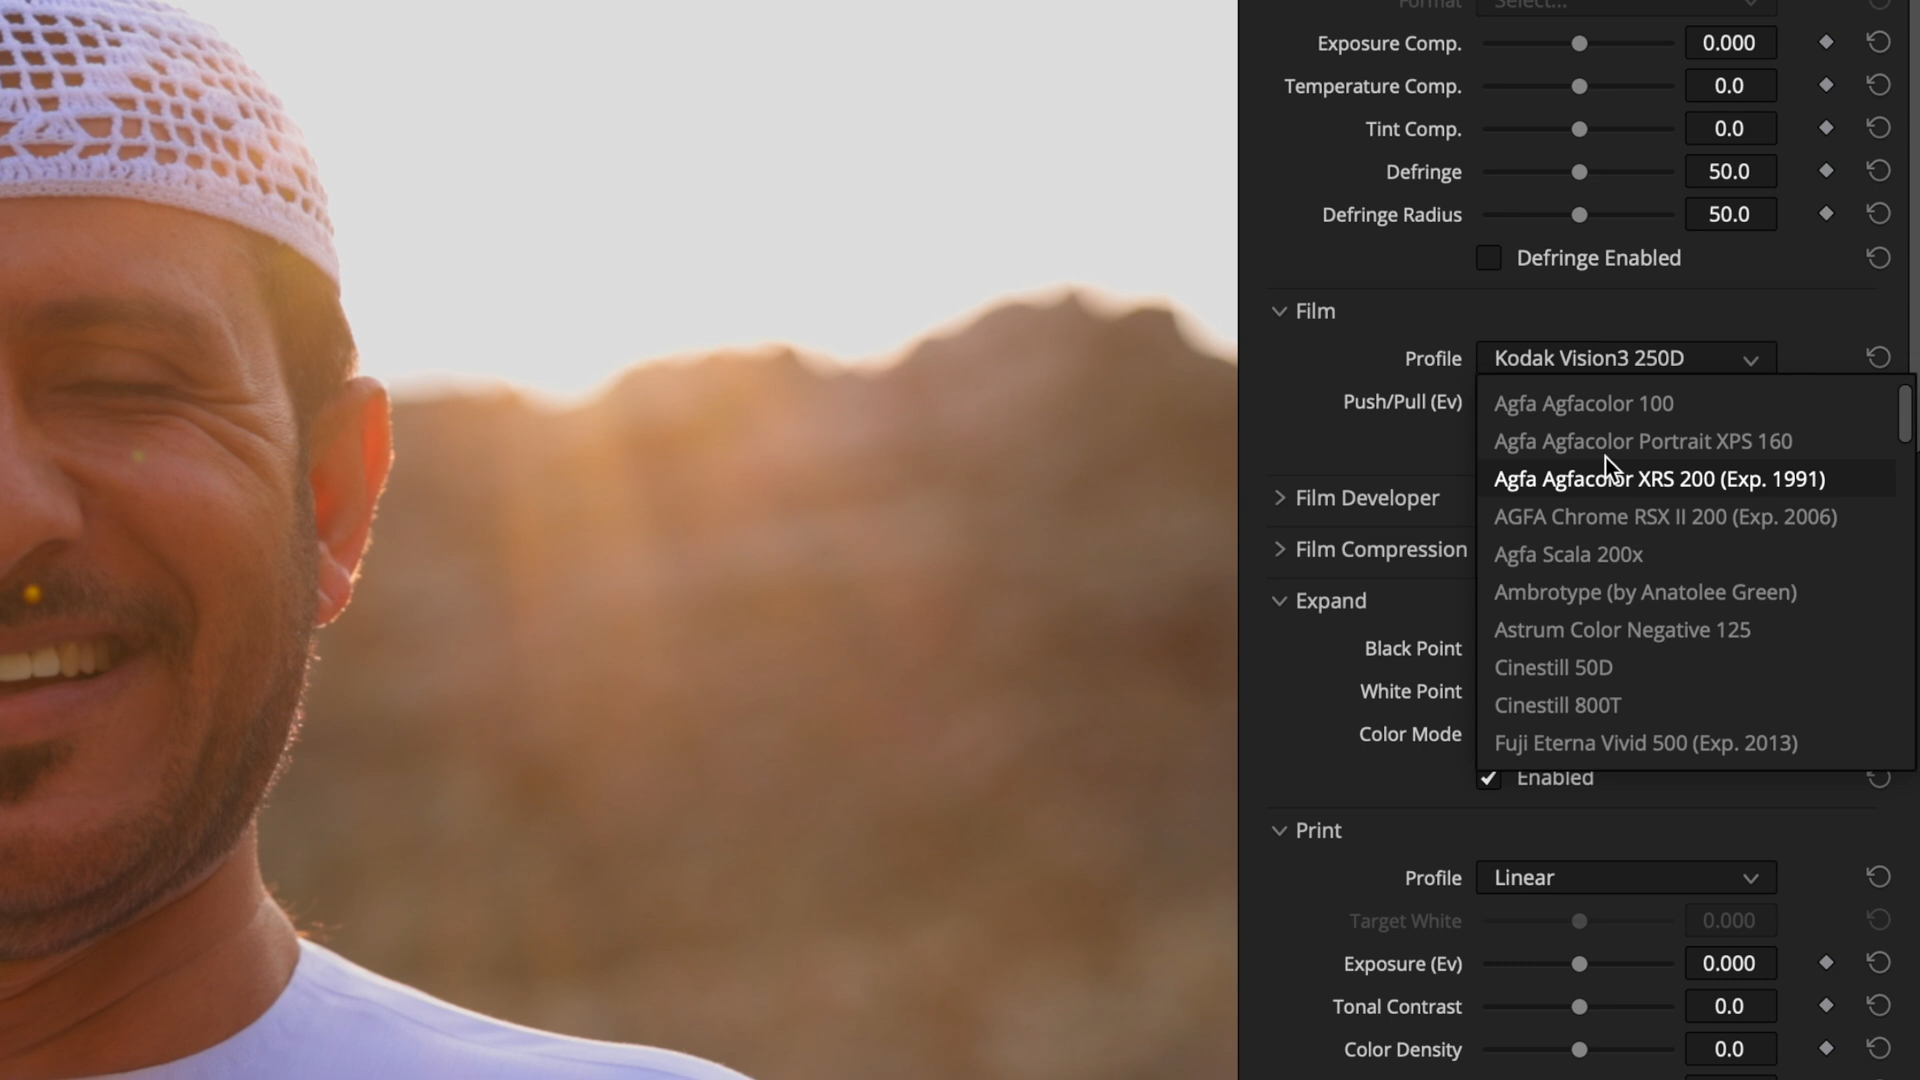 Format Select...
Exposure Comp. 0.000
Temperature Comp. 0.0
Tint Comp. 0.0
Defringe 50.0
Defringe Radius 50.0
Defringe Enabled
Film
Profile Kodak Vision3 250D
Push/Pull (Ev)
Agfa Agfacolor 100
Agfa Agfacolor Portrait XPS 160
Agfa Agfacolor XRS 200 (Exp. 1991)
AGFA Chrome RSX II 200 (Exp. 2006)
Agfa Scala 200x
Ambrotype (by Anatolee Green)
Astrum Color Negative 125
Cinestill 50D
Cinestill 800T
Fuji Eterna Vivid 500 (Exp. 2013)
Film Developer
Film Compression
Expand
Black Point
White Point
Color Mode
Enabled
Print
Profile Linear
Target White 0.000
Exposure (Ev) 0.000
Tonal Contrast 0.0
Color Density 0.0